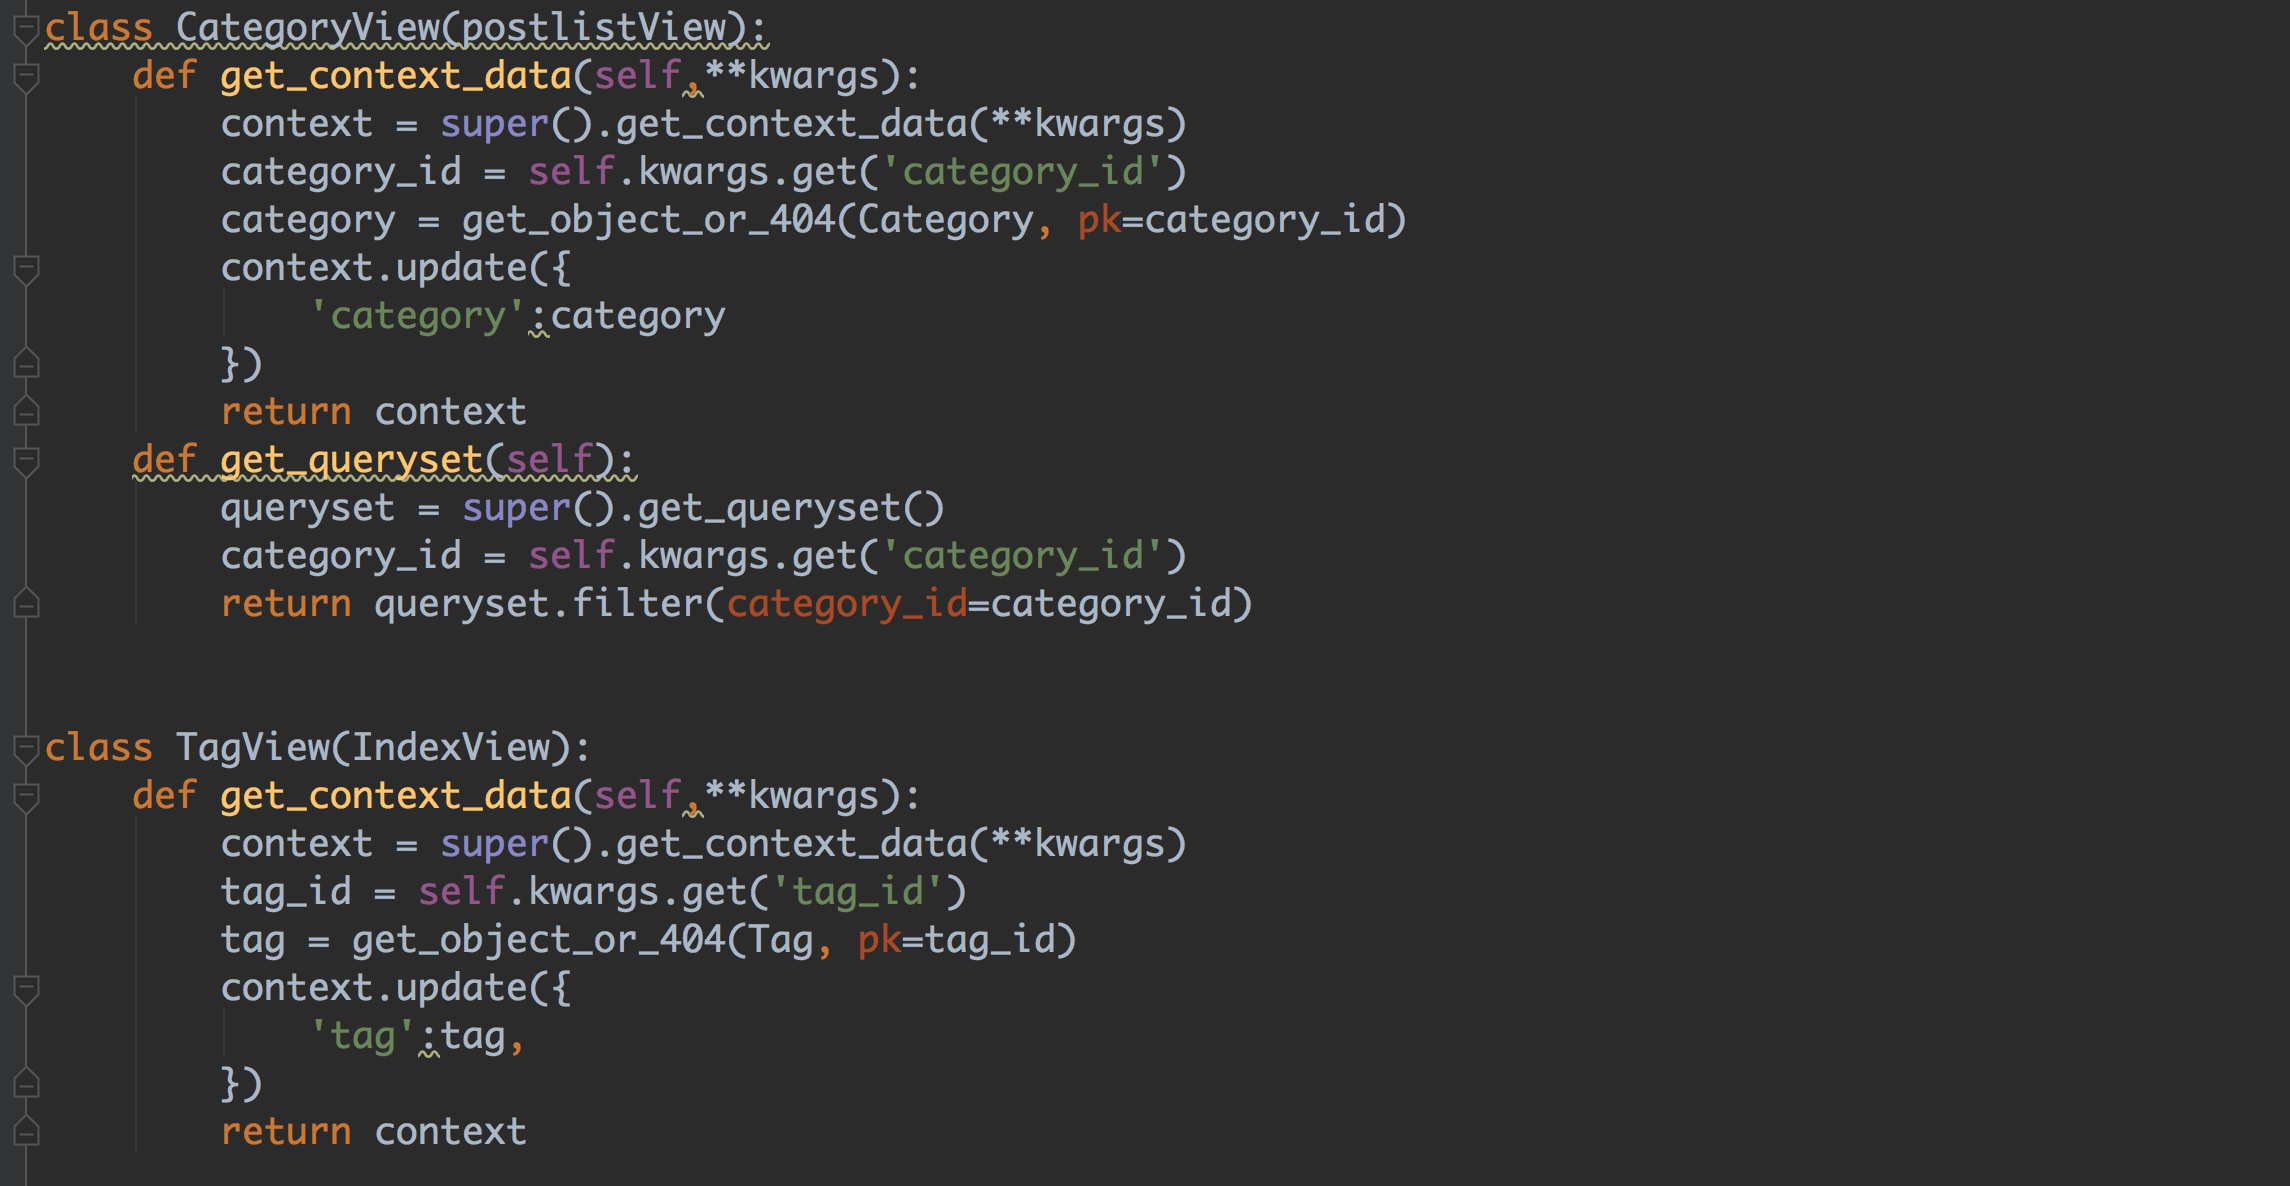 class CategoryView(postlistView):
    def get_context_data(self,**kwargs):
        context = super().get_context_data(**kwargs)
        category_id = self.kwargs.get('category_id')
        category = get_object_or_404(Category, pk=category_id)
        context.update({
            'category':category
        })
        return context
    def get_queryset(self):
        queryset = super().get_queryset()
        category_id = self.kwargs.get('category_id')
        return queryset.filter(category_id=category_id)
class TagView(IndexView):
    def get_context_data(self,**kwargs):
        context = super().get_context_data(**kwargs)
        tag_id = self.kwargs.get('tag_id')
        tag = get_object_or_404(Tag, pk=tag_id)
        context.update({
            'tag':tag,
        })
        return context